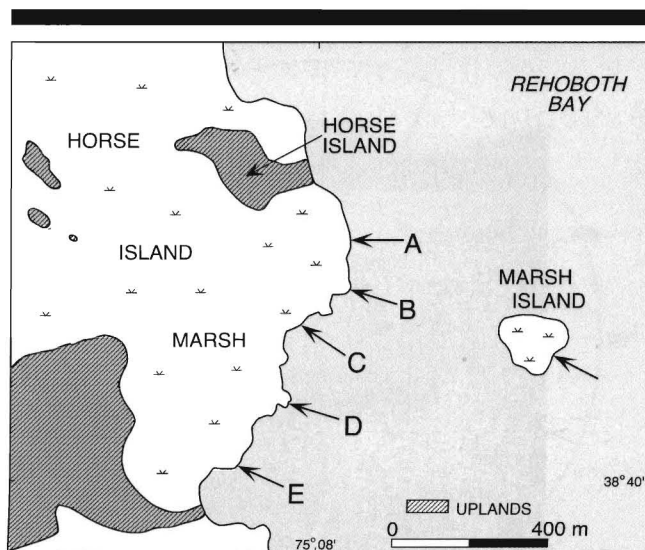 REHOBOTH
BAY
HORSE
HORSE
ISLAND
A
ISLAND
MARSH
ISLAND
B
MARSH
C
D
E
38°40'
UPLANDS
0 400 m
75°.08'